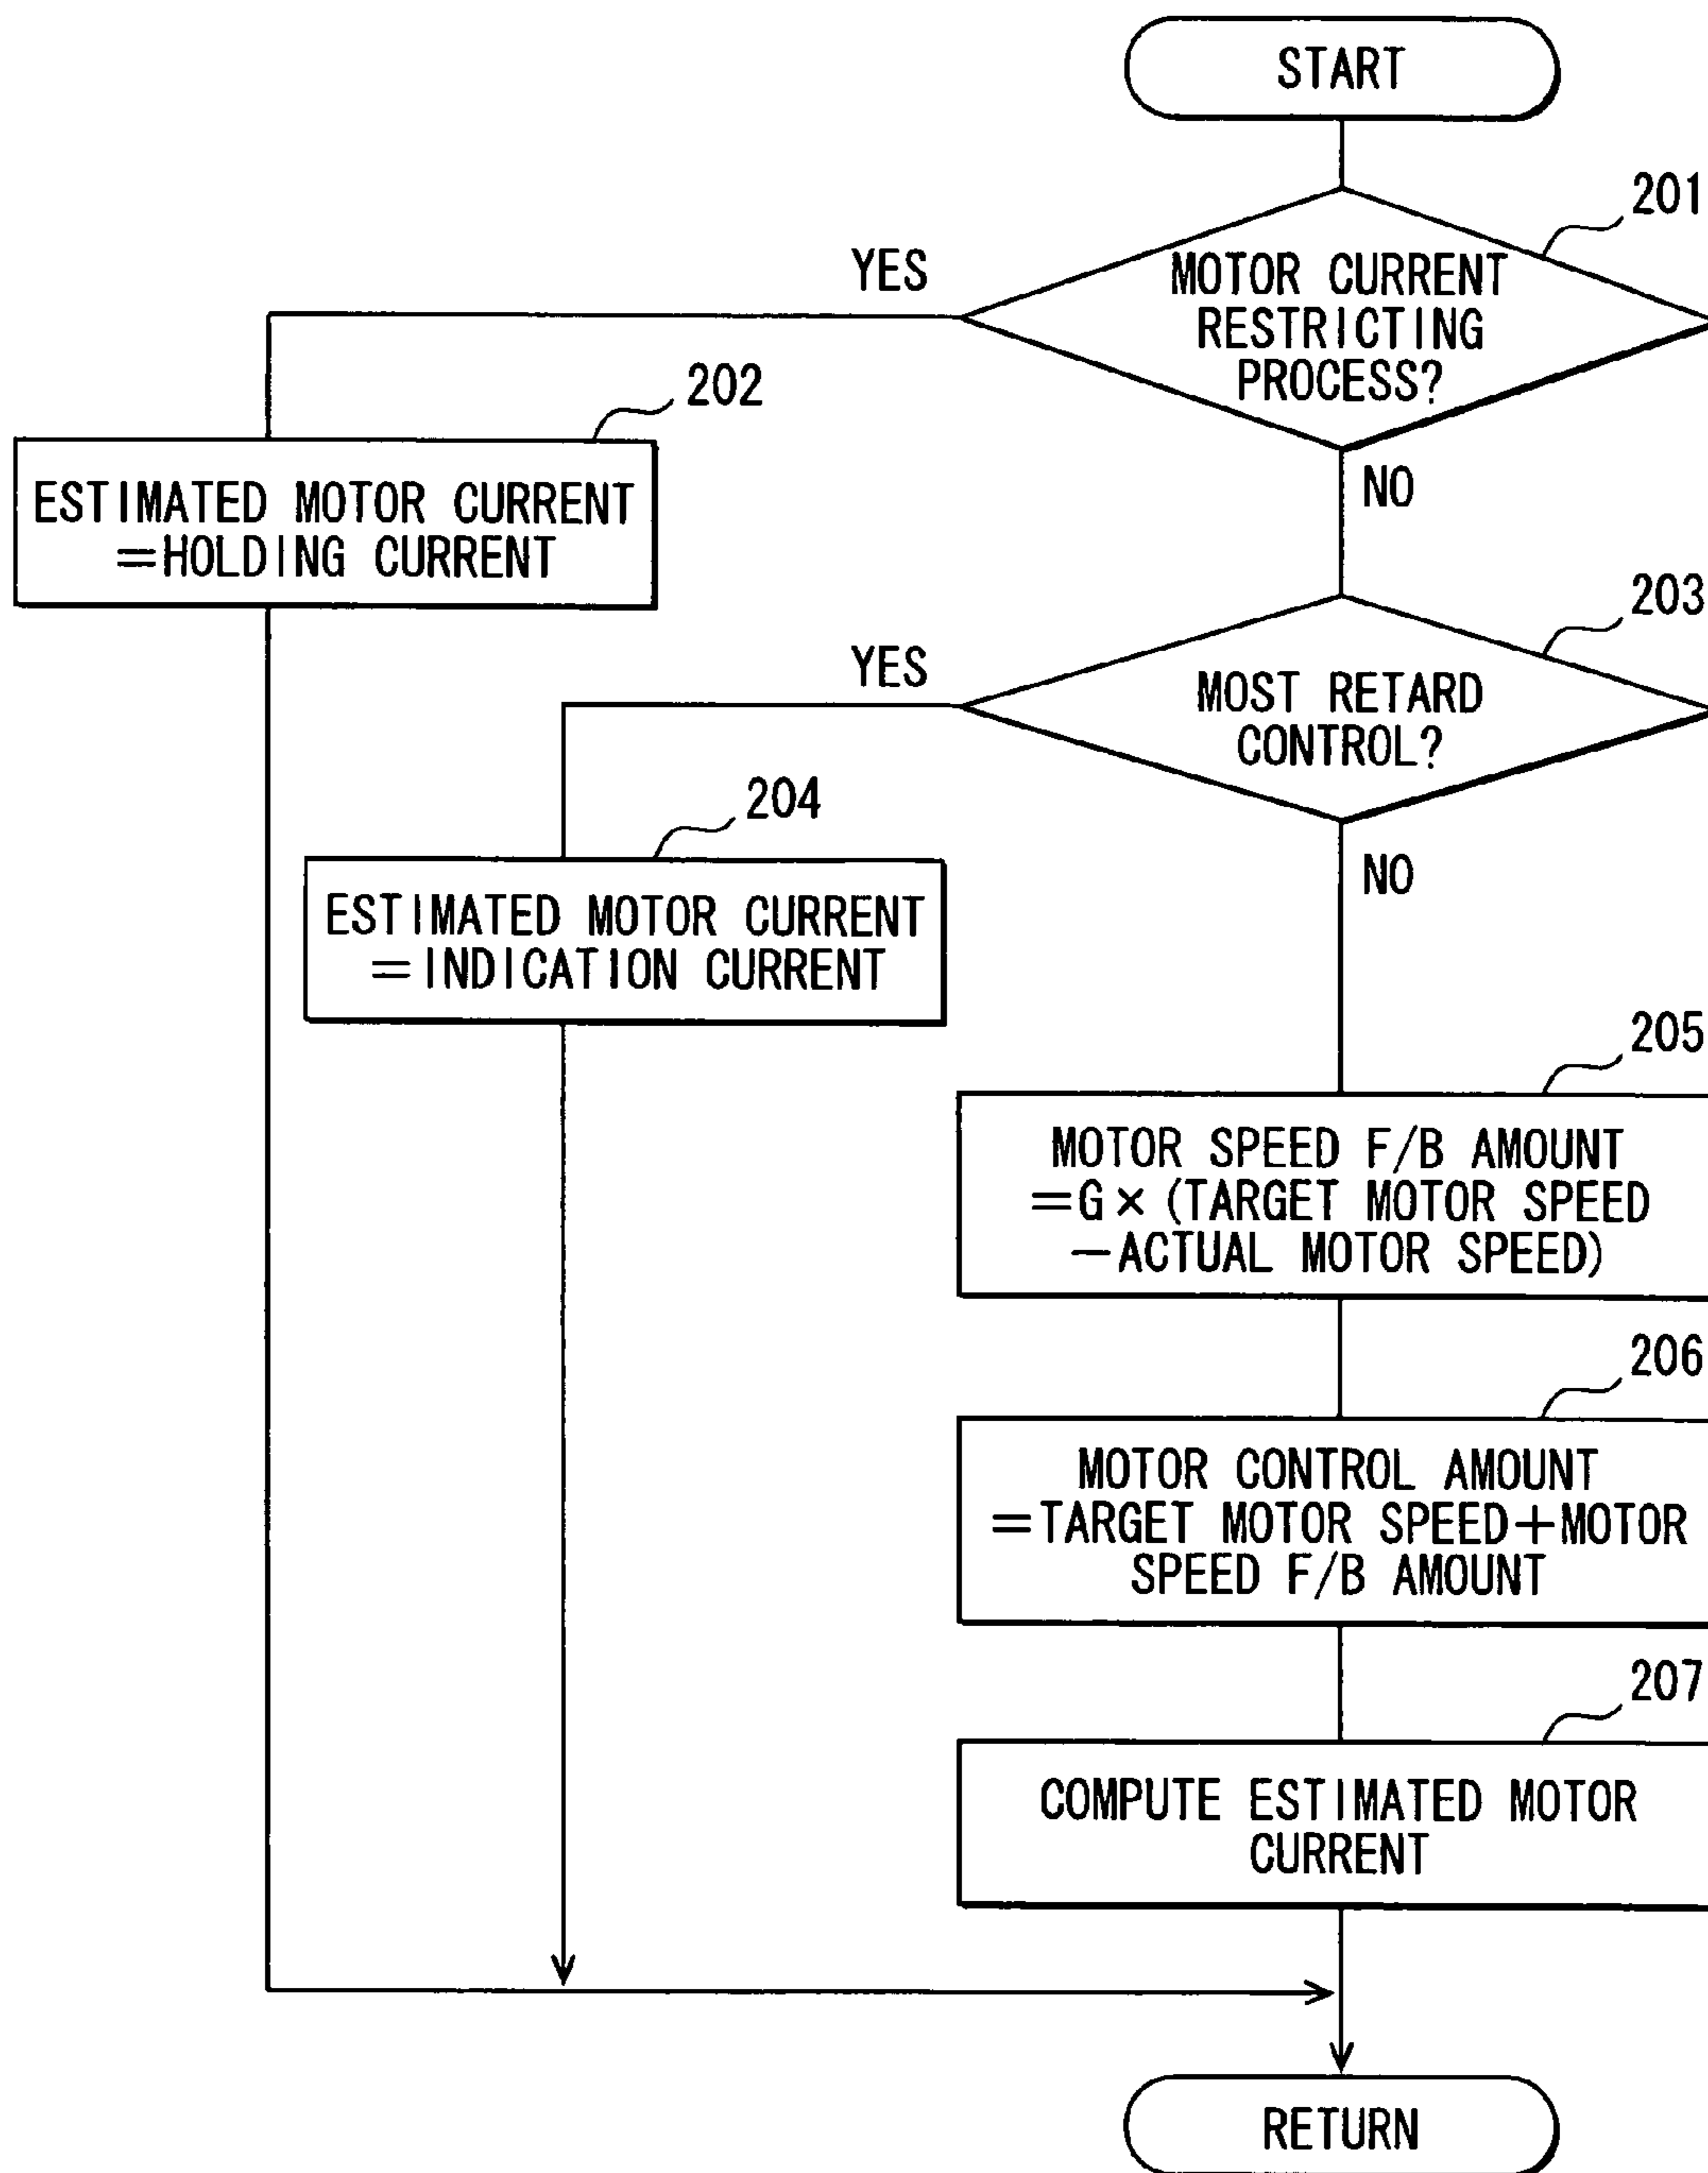 START
201
MOTOR CURRENT
RESTRICTING
PROCESS?
YES
NO
202
ESTIMATED MOTOR CURRENT
=HOLDING CURRENT
203
MOST RETARD
CONTROL?
YES
NO
204
ESTIMATED MOTOR CURRENT
=INDICATION CURRENT
205
MOTOR SPEED F/B AMOUNT
=G×(TARGET MOTOR SPEED
−ACTUAL MOTOR SPEED)
206
MOTOR CONTROL AMOUNT
=TARGET MOTOR SPEED+MOTOR
SPEED F/B AMOUNT
207
COMPUTE ESTIMATED MOTOR
CURRENT
RETURN